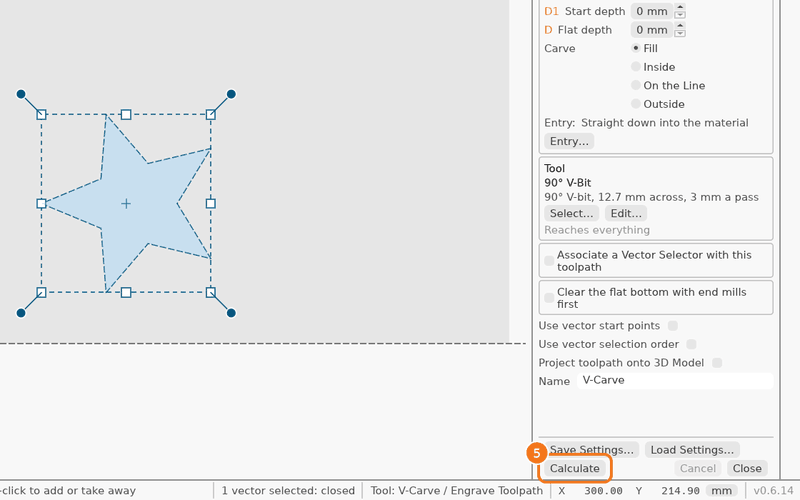 D1 Start depth 0 mm
D Flat depth 0 mm
Carve Fill
Inside
On the Line
Outside
Entry: Straight down into the material
Entry...
Tool
90° V-Bit
90° V-bit, 12.7 mm across, 3 mm a pass
Select... Edit...
Reaches everything
Associate a Vector Selector with this
toolpath
Clear the flat bottom with end mills
first
Use vector start points
Use vector selection order
Project toolpath onto 3D Model
Name V-Carve
5
Save Settings... Load Settings...
Calculate Cancel Close
-click to add or take away 1 vector selected: closed Tool: V-Carve / Engrave Toolpath X 300.00 Y 214.90 mm v0.6.14